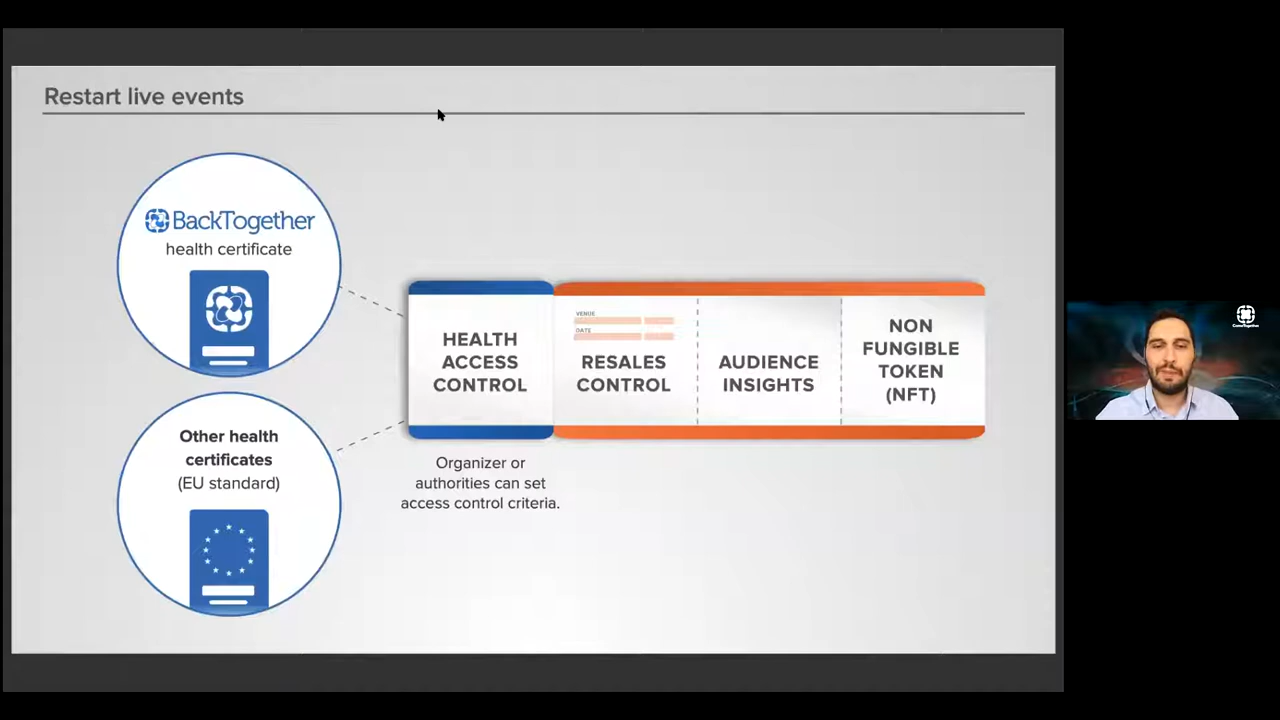 Restart live events
BackTogether
health certificate
Other health
certificates
(EU standard)
HEALTH
ACCESS
CONTROL
Organizer or
authorities can set
access control criteria.
VENUE
DATE
RESALES
CONTROL
AUDIENCE
INSIGHTS
NON
FUNGIBLE
TOKEN
(NFT)
ComeTogether